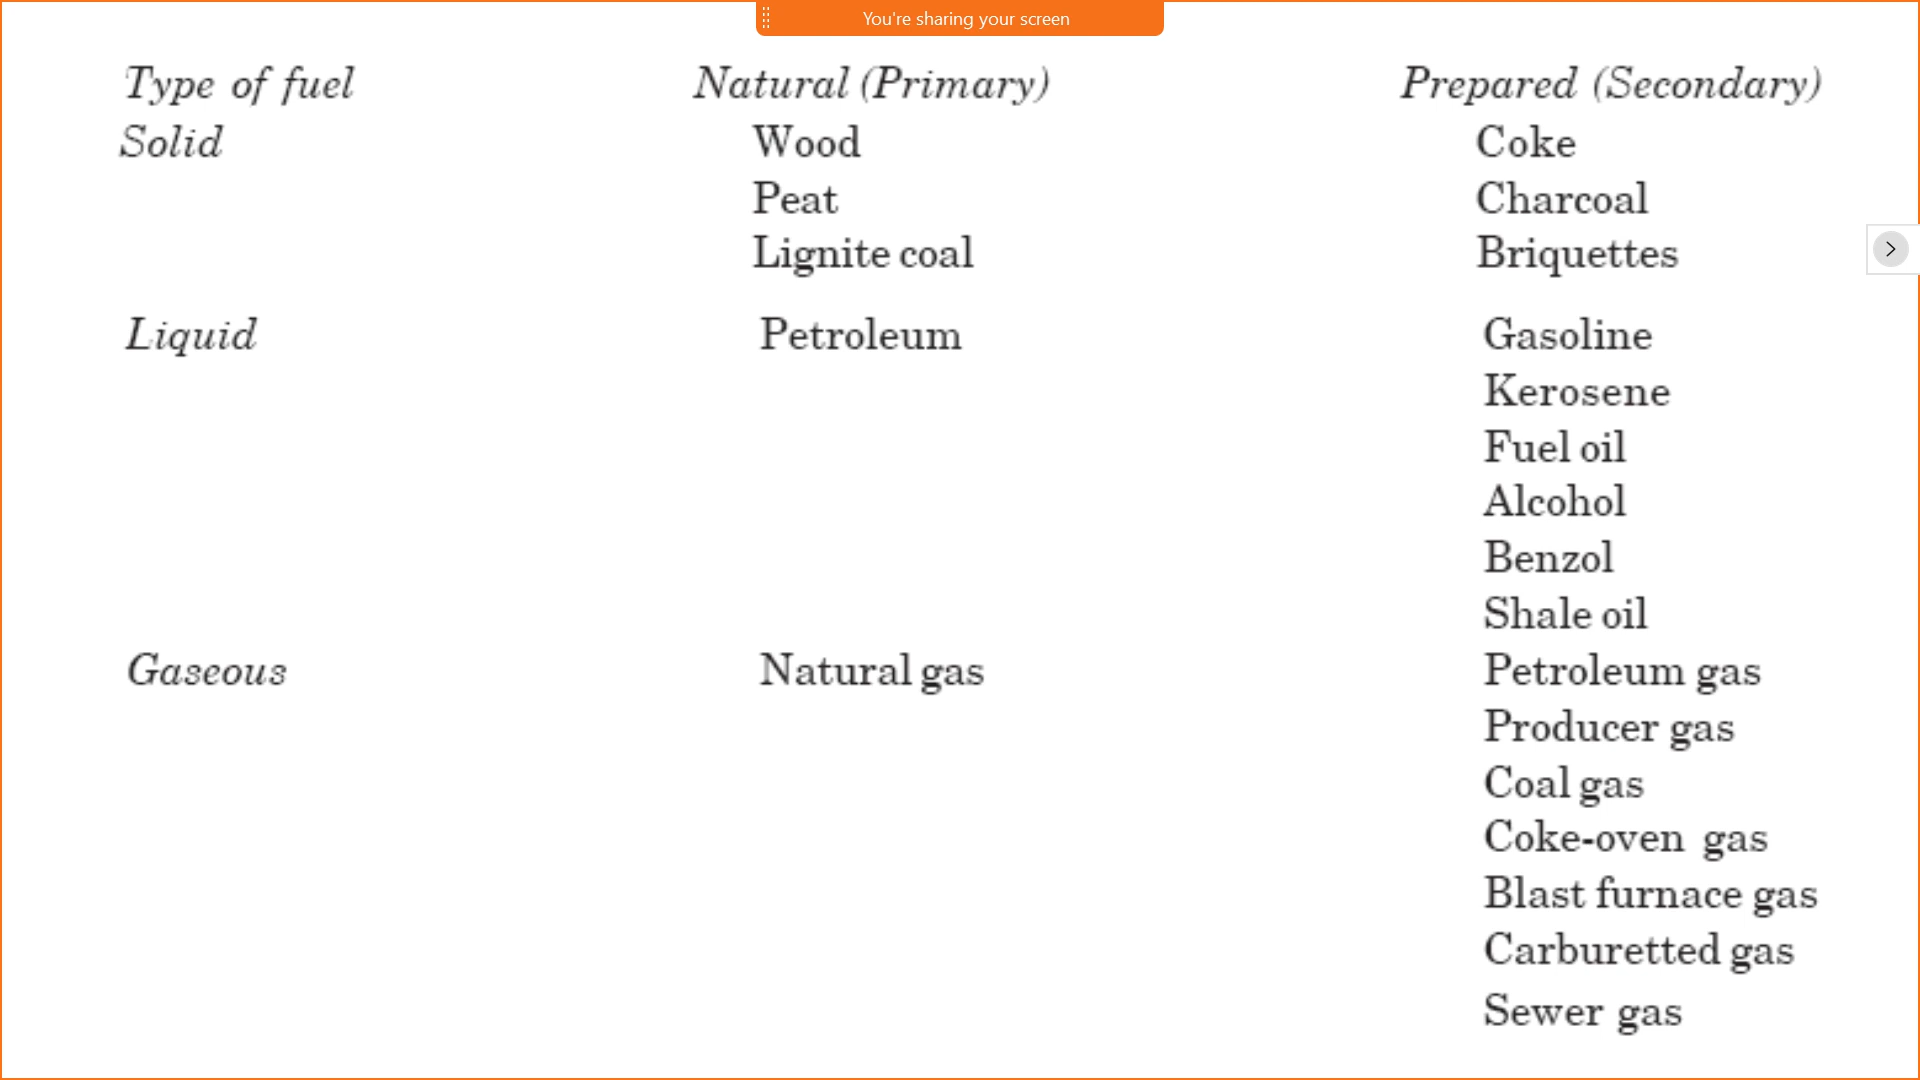 You're sharing your screen
Type of fuel Natural (Primary) Prepared (Secondary)
Solid Wood Coke
Peat Charcoal
Lignite coal Briquettes
Liquid Petroleum Gasoline
Kerosene
Fuel oil
Alcohol
Benzol
Shale oil
Gaseous Natural gas Petroleum gas
Producer gas
Coal gas
Coke-oven gas
Blast furnace gas
Carburetted gas
Sewer gas